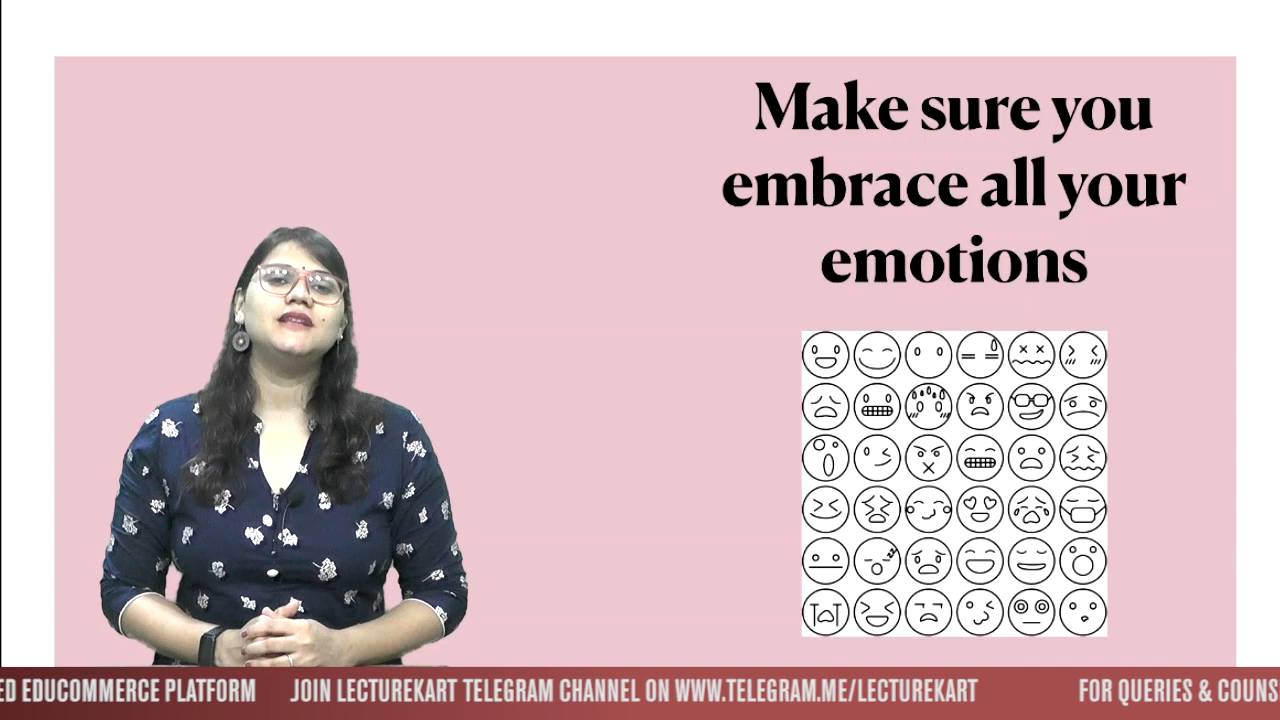 Make sure you
embrace all your
emotions
ED EDUCOMMERCE PLATFORM JOIN LECTUREKART TELEGRAM CHANNEL ON WWW.TELEGRAM.ME/LECTUREKART FOR QUERIES & COUNS